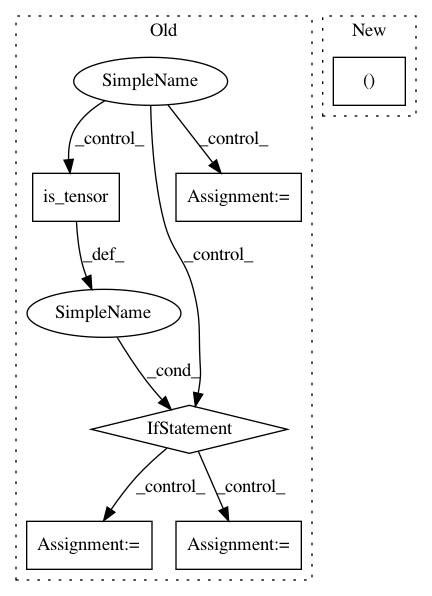 Old
New
SimpleName
()
_control_
_control_
is_tensor
Assignment:=
_def_
_control_
SimpleName
_cond_
IfStatement
_control_
_control_
Assignment:=
Assignment:=